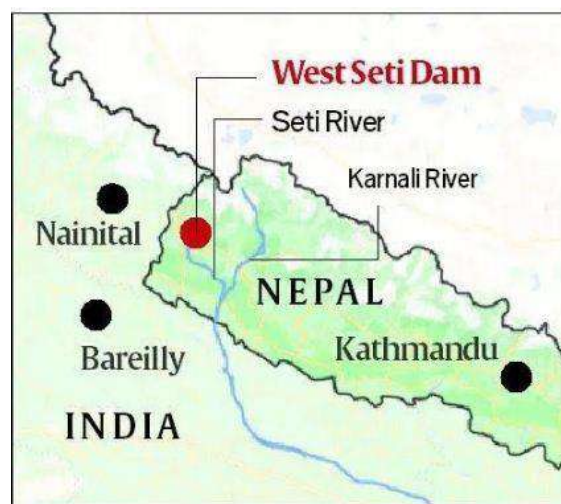 West Seti Dam
Seti River
Karnali River
Nainital
NEPAL
Bareilly
Kathmandu
INDIA